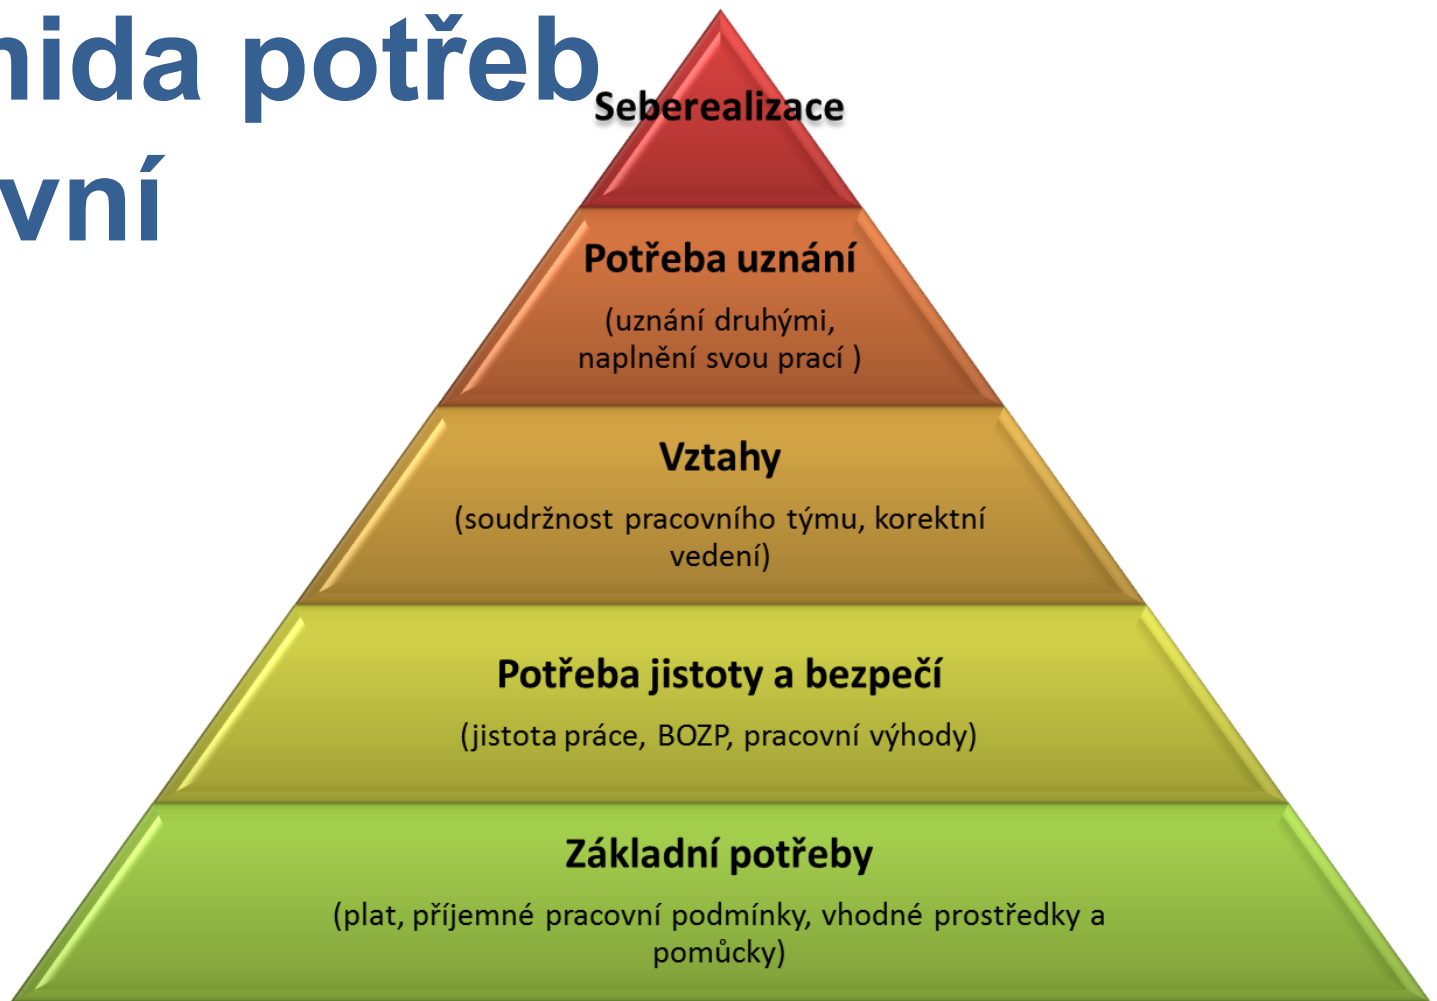 mida potřeb
vní
Seberealizace
Potřeba uznání
(uznání druhými,
naplnění svou prací )
Vztahy
(soudržnost pracovního týmu, korektní
vedení)
Potřeba jistoty a bezpečí
(jistota práce, BOZP, pracovní výhody)
Základní potřeby
(plat, příjemné pracovní podmínky, vhodné prostředky a
pomůcky)